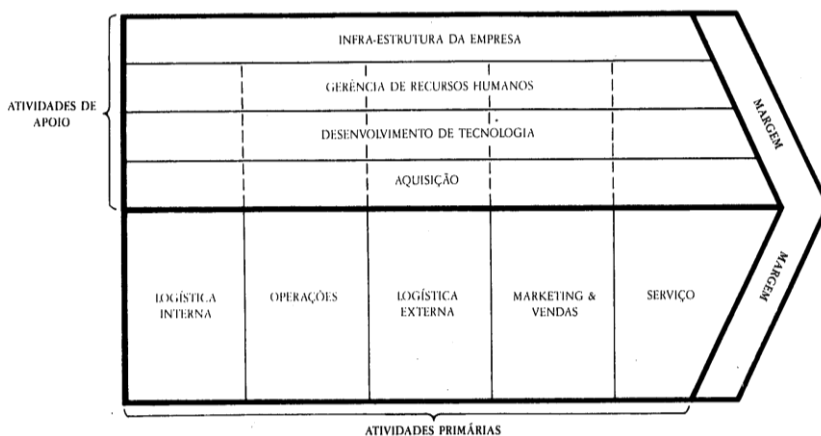 INFRA-ESTRUTURA DA EMPRESA
GERÊNCIA DE RECURSOS HUMANOS
ATIVIDADES DE
APOIO
DESENVOLVIMENTO DE TECNOLOGIA
AQUISIÇÃO
MARGEM
LOGÍSTICA
INTERNA
OPERAÇÕES
LOGÍSTICA
EXTERNA
MARKETING &
VENDAS
SERVIÇO
MARGEM
ATIVIDADES PRIMÁRIAS